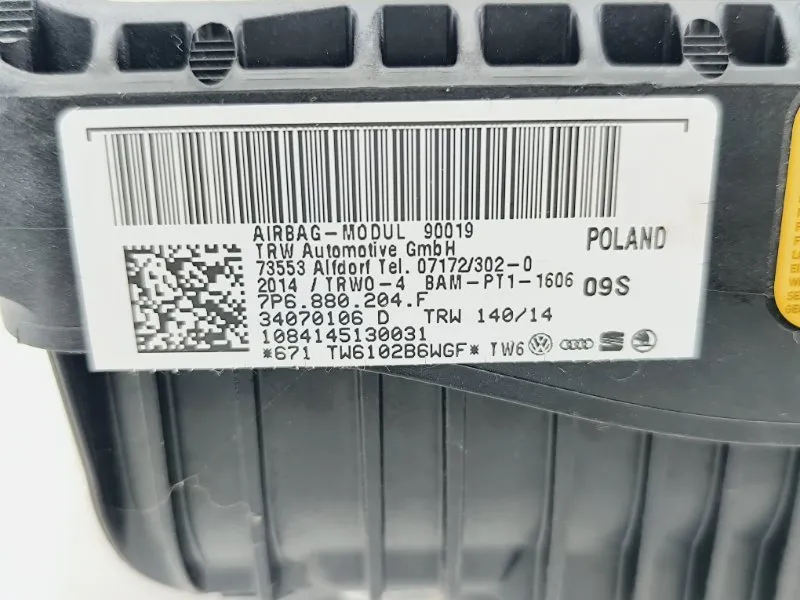 AIRBAG-MODUL 90019
TRW Automotive GmbH
POLAND
73553 Alfdorf Tel. 07172/302-0
2014 / TRWO-4 BAM-PT1-1606
09S
7P6.880.204.F
34070106 D TRW 140/14
1084145130031
*671 TW6102B6WGF* TW6